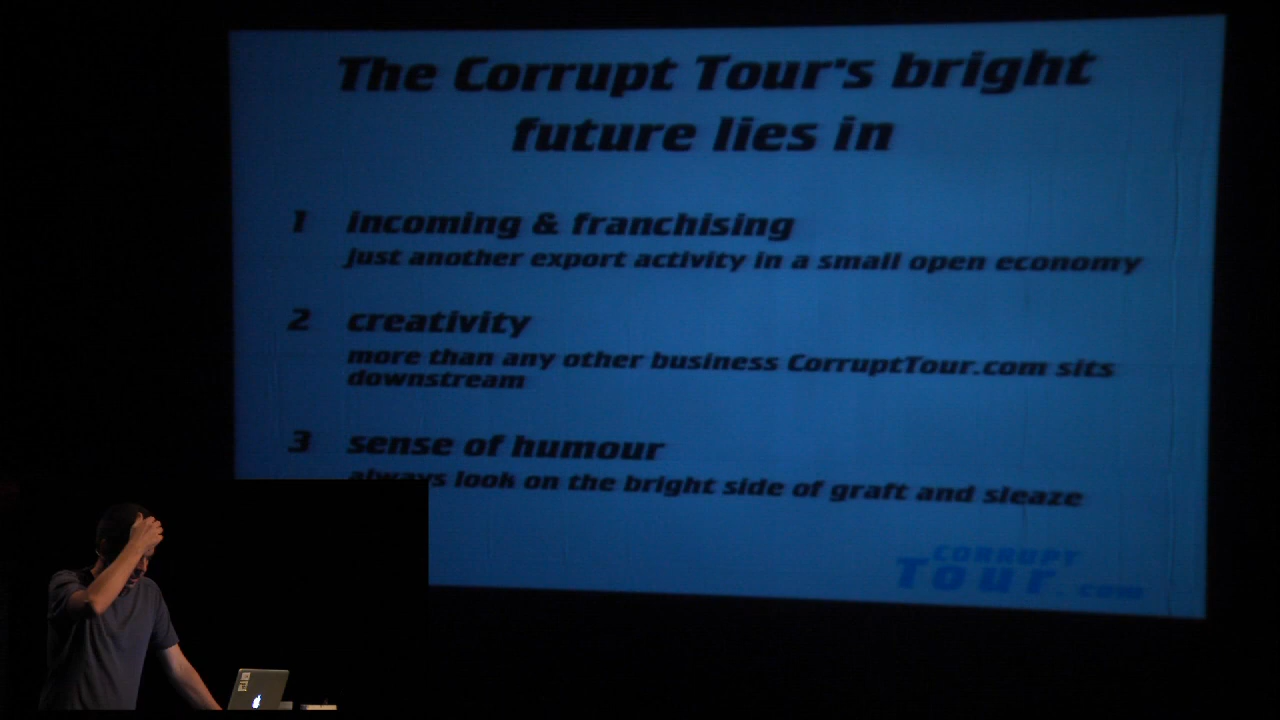 The Corrupt Tour's bright
future lies in
1 incoming & franchising
just another export activity in a small open economy
2 creativity
more than any other business CorruptTour.com sits
downstream
3 sense of humour
always look on the bright side of graft and sleaze
CORRUPT
Tour.com